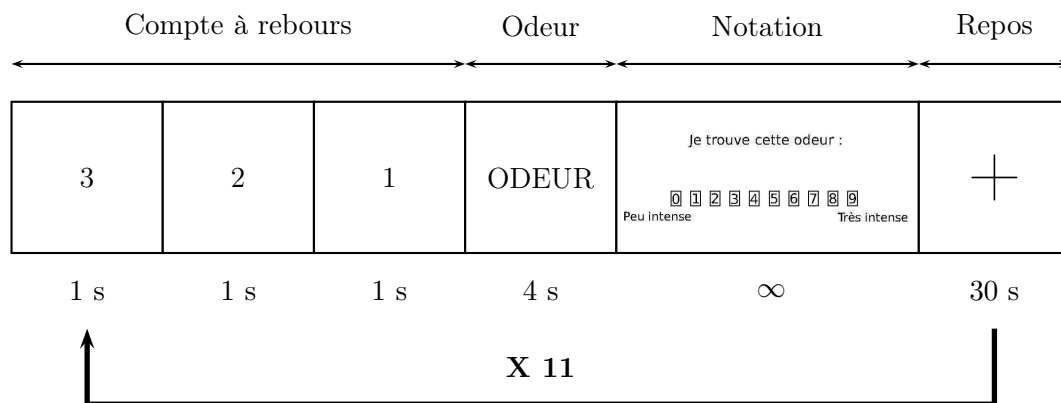 Compte à rebours Odeur Notation Repos
Je trouve cette odeur :
3 2 1 ODEUR
0 1 2 3 4 5 6 7 8 9
Peu intense Très intense
1 s 1 s 1 s 4 s ∞ 30 s
X 11